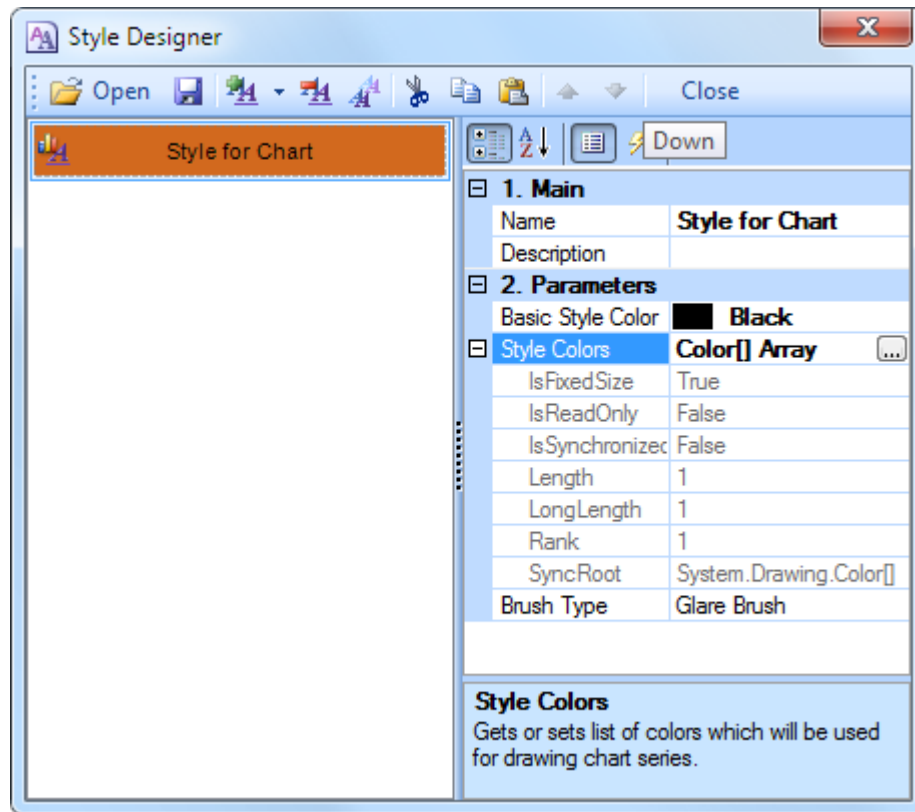 Style Designer
Open
Close
Style for Chart
Down
1. Main
Name Style for Chart
Description
2. Parameters
Basic Style Color Black
Style Colors Color[] Array ...
IsFixedSize True
IsReadOnly False
IsSynchronized False
Length 1
LongLength 1
Rank 1
SyncRoot System.Drawing.Color[]
Brush Type Glare Brush
Style Colors
Gets or sets list of colors which will be used
for drawing chart series.